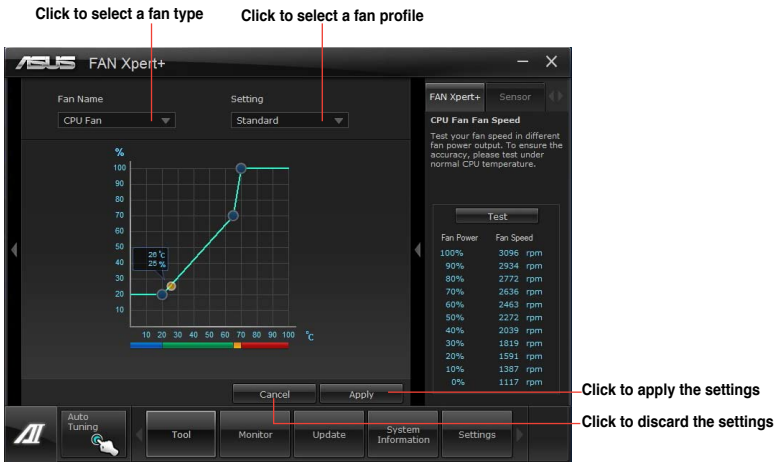 Click to select a fan type
Click to select a fan profile
ASUS FAN Xpert+
Fan Name
Setting
CPU Fan
Standard
%
100
90
80
70
60
50
40
30
20
10
26 °C
25 %
10 20 30 40 50 60 70 80 90 100 °C
Cancel
Apply
FAN Xpert+
Sensor
CPU Fan Fan Speed
Test your fan speed in different
fan power output. To ensure the
accuracy, please test under
normal CPU temperature.
Test
Fan Power Fan Speed
100% 3096 rpm
90% 2934 rpm
80% 2772 rpm
70% 2636 rpm
60% 2463 rpm
50% 2272 rpm
40% 2039 rpm
30% 1819 rpm
20% 1591 rpm
10% 1387 rpm
0% 1117 rpm
Click to apply the settings
Click to discard the settings
AI
Auto
Tuning
Tool
Monitor
Update
System
Information
Settings